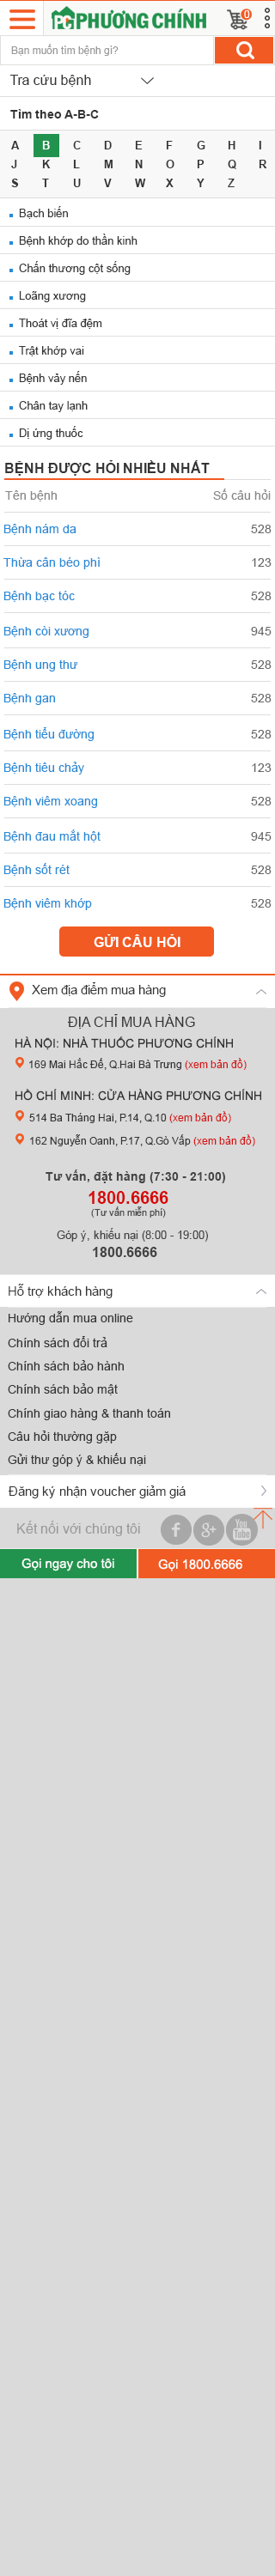 PC PHƯƠNG CHÍNH 0
Bạn muốn tìm bệnh gì?
Tra cứu bệnh
Tìm theo A-B-C
A B C D E F G H I
J K L M N O P Q R
S T U V W X Y Z
Bạch biến
Bệnh khớp do thần kinh
Chấn thương cột sống
Loãng xương
Thoát vị đĩa đệm
Trật khớp vai
Bệnh vảy nến
Chân tay lạnh
Dị ứng thuốc
BỆNH ĐƯỢC HỎI NHIỀU NHẤT
Tên bệnh Số câu hỏi
Bệnh nám da 528
Thừa cân béo phì 123
Bệnh bạc tóc 528
Bệnh còi xương 945
Bệnh ung thư 528
Bệnh gan 528
Bệnh tiểu đường 528
Bệnh tiêu chảy 123
Bệnh viêm xoang 528
Bệnh đau mắt hột 945
Bệnh sốt rét 528
Bệnh viêm khớp 528
GỬI CÂU HỎI
Xem địa điểm mua hàng
ĐỊA CHỈ MUA HÀNG
HÀ NỘI: NHÀ THUỐC PHƯƠNG CHÍNH
169 Mai Hắc Đế, Q.Hai Bà Trưng (xem bản đồ)
HỒ CHÍ MINH: CỬA HÀNG PHƯƠNG CHÍNH
514 Ba Tháng Hai, P.14, Q.10 (xem bản đồ)
162 Nguyễn Oanh, P.17, Q.Gò Vấp (xem bản đồ)
Tư vấn, đặt hàng (7:30 - 21:00)
1800.6666
(Tư vấn miễn phí)
Góp ý, khiếu nại (8:00 - 19:00)
1800.6666
Hỗ trợ khách hàng
Hướng dẫn mua online
Chính sách đổi trả
Chính sách bảo hành
Chính sách bảo mật
Chính giao hàng & thanh toán
Câu hỏi thường gặp
Gửi thư góp ý & khiếu nại
Đăng ký nhận voucher giảm giá
Kết nối với chúng tôi f g+ You Tube
Gọi ngay cho tôi Gọi 1800.6666